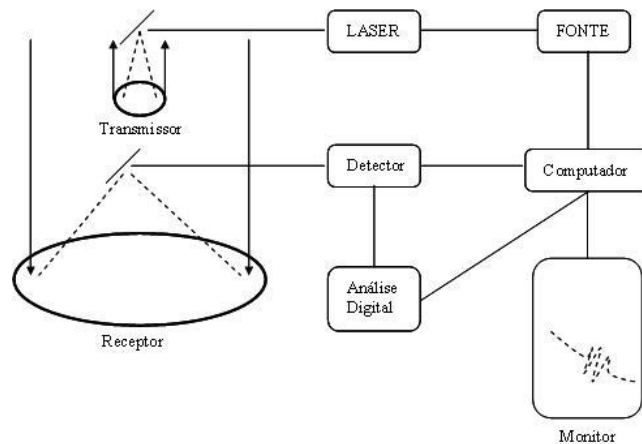 LASER
FONTE
Transmissor
Detector
Computador
Análise
Digital
Receptor
Monitor